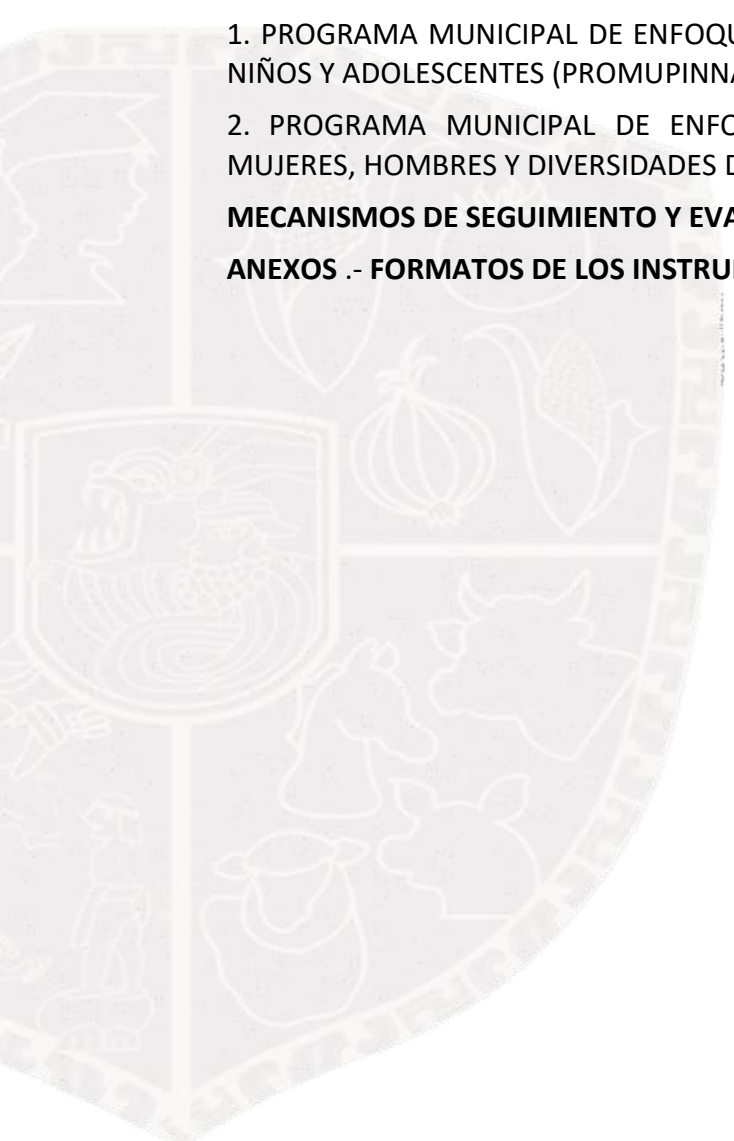 1. PROGRAMA MUNICIPAL DE ENFOQU
NIÑOS Y ADOLESCENTES (PROMUPINNA
2. PROGRAMA MUNICIPAL DE ENFO
MUJERES, HOMBRES Y DIVERSIDADES D
MECANISMOS DE SEGUIMIENTO Y EVA
ANEXOS .- FORMATOS DE LOS INSTRU